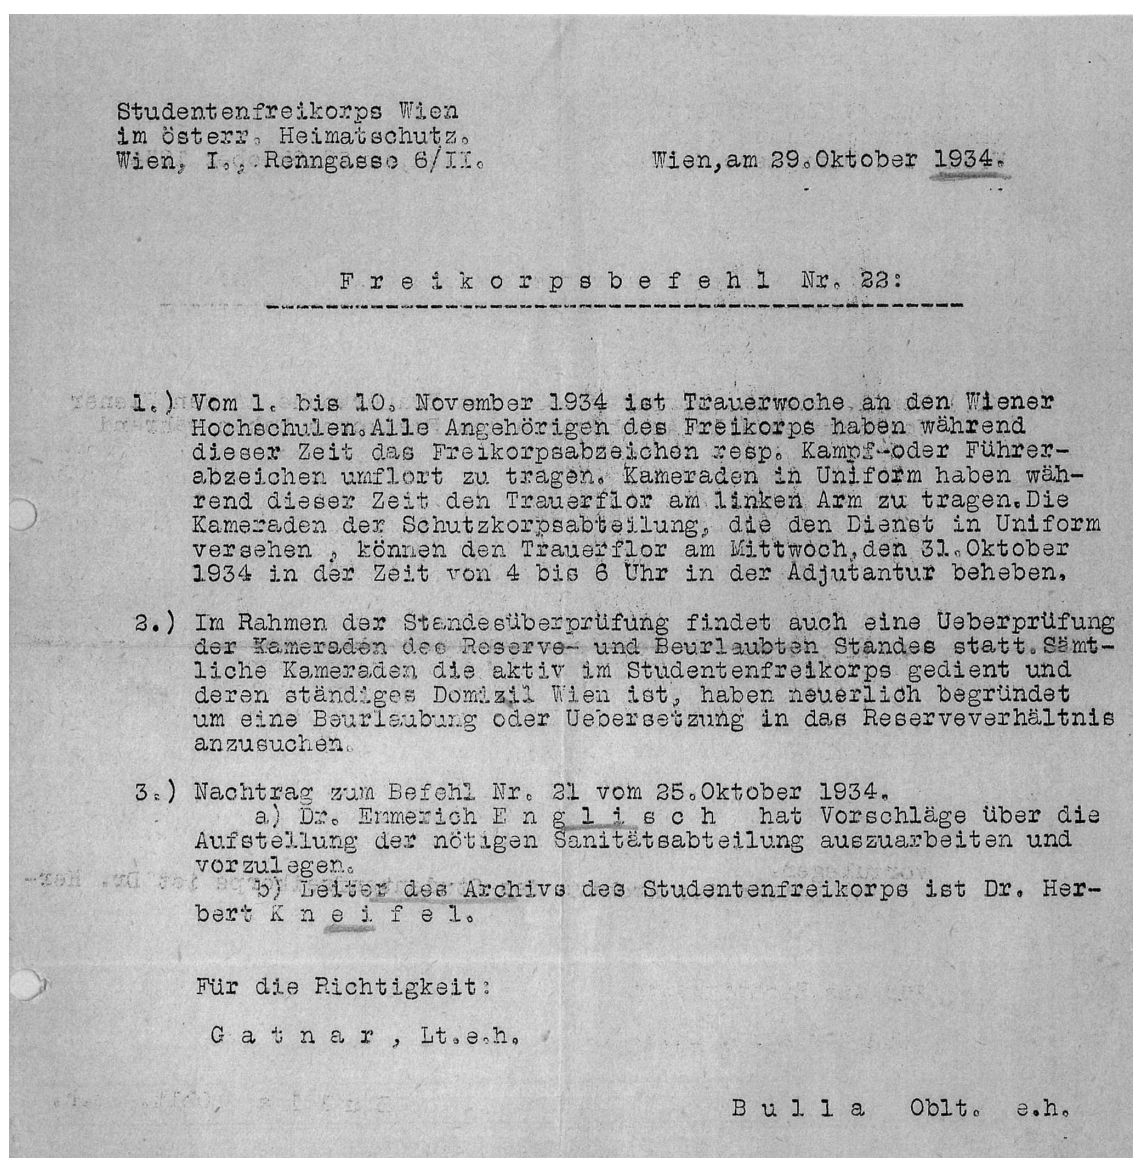 Studentenfreikorps Wien
im österr. Heimatschutz.
Wien, I., Renngasse 6/II.
Wien,am 29.Oktober 1934.
F r e i k o r p s b e f e h l Nr. 22:
1.) Vom 1. bis 10. November 1934 ist Trauerwoche an den Wiener
Hochschulen.Alle Angehörigen des Freikorps haben während
dieser Zeit das Freikorpsabzeichen resp. Kampf-oder Führer-
abzeichen umflort zu tragen. Kameraden in Uniform haben wäh-
rend dieser Zeit den Trauerflor am linken Arm zu tragen.Die
Kameraden der Schutzkorpsabteilung, die den Dienst in Uniform
versehen , können den Trauerflor am Mittwoch,den 31.Oktober
1934 in der Zeit von 4 bis 6 Uhr in der Adjutantur beheben.
2.) Im Rahmen der Standesüberprüfung findet auch eine Ueberprüfung
der Kameraden des Reserve- und Beurlaubten Standes statt.Sämt-
liche Kameraden die aktiv im Studentenfreikorps gedient und
deren ständiges Domizil Wien ist, haben neuerlich begründet
um eine Beurlaubung oder Uebersetzung in das Reserveverhältnis
anzusuchen.
3.) Nachtrag zum Befehl Nr. 21 vom 25.Oktober 1934.
a) Dr. Emmerich E n g l i s c h hat Vorschläge über die
Aufstellung der nötigen Sanitätsabteilung auszuarbeiten und
vorzulegen.
b) Leiter des Archivs des Studentenfreikorps ist Dr. Her-
bert K n e i f e l.
Für die Richtigkeit:
G a t n a r , Lt.e.h.
B u l l a Oblt. e.h.